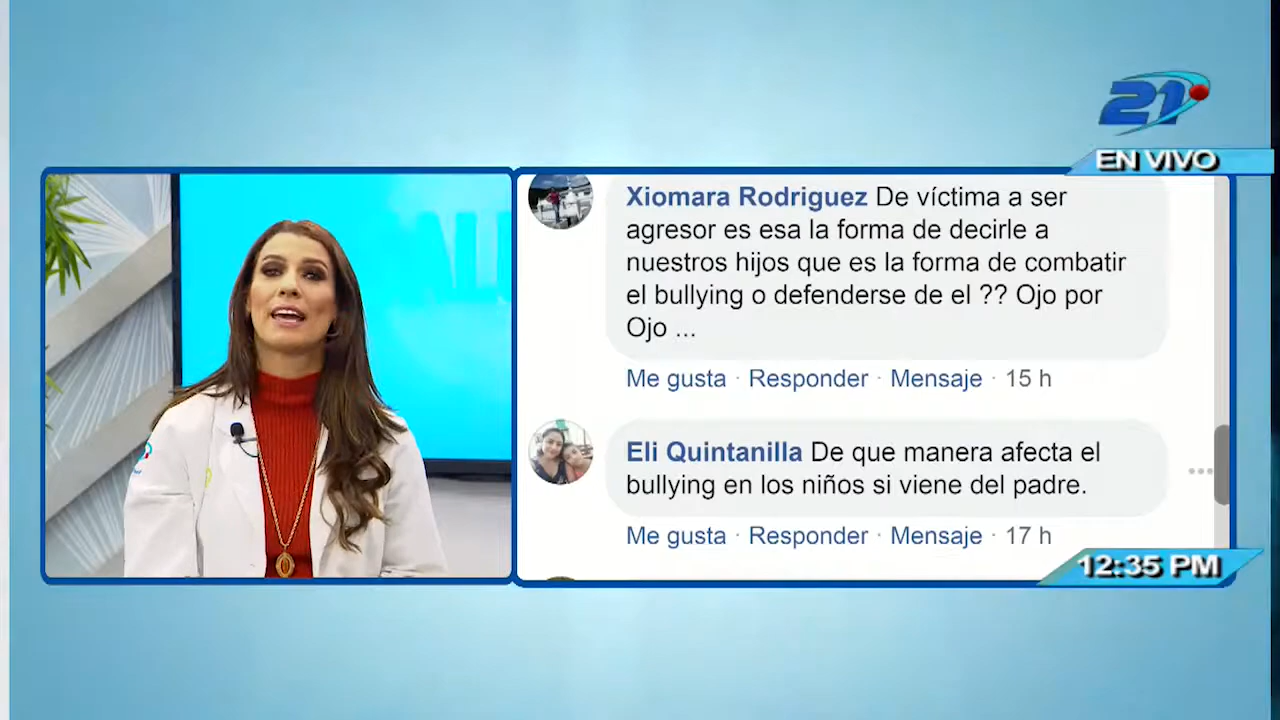 21
EN VIVO
Xiomara Rodriguez De víctima a ser
agresor es esa la forma de decirle a
nuestros hijos que es la forma de combatir
el bullying o defenderse de el ?? Ojo por
Ojo ...
Me gusta · Responder · Mensaje · 15 h
Eli Quintanilla De que manera afecta el
bullying en los niños si viene del padre.
Me gusta · Responder · Mensaje · 17 h
12:35 PM